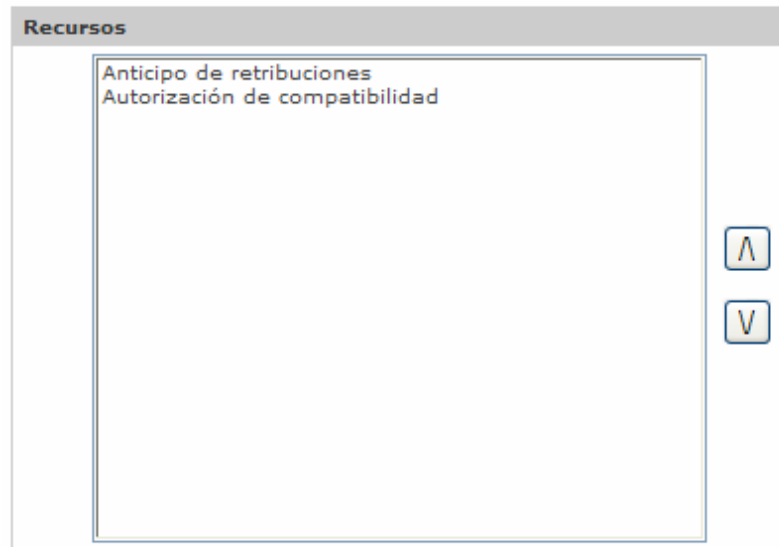 Recursos
Anticipo de retribuciones
Autorización de compatibilidad
/\
\/